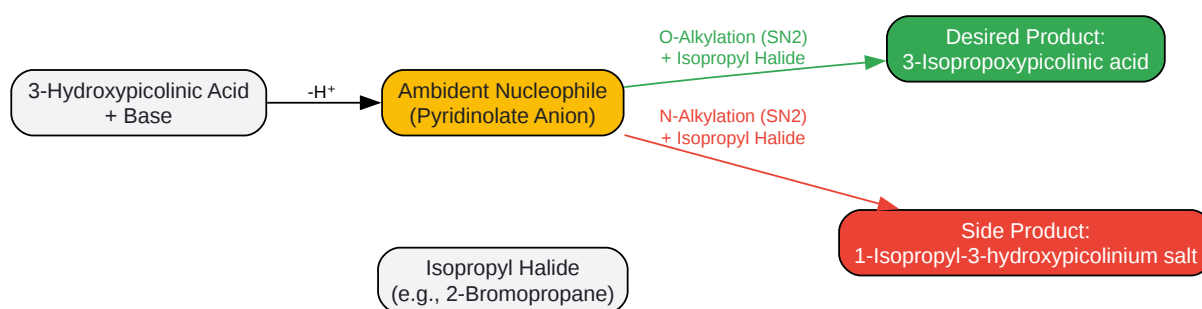 3-Hydroxypicolinic Acid
+ Base
-H⁺
Ambident Nucleophile
(Pyridinolate Anion)
O-Alkylation (SN2)
+ Isopropyl Halide
Desired Product:
3-Isopropoxypicolinic acid
N-Alkylation (SN2)
+ Isopropyl Halide
Side Product:
1-Isopropyl-3-hydroxypicolinium salt
Isopropyl Halide
(e.g., 2-Bromopropane)